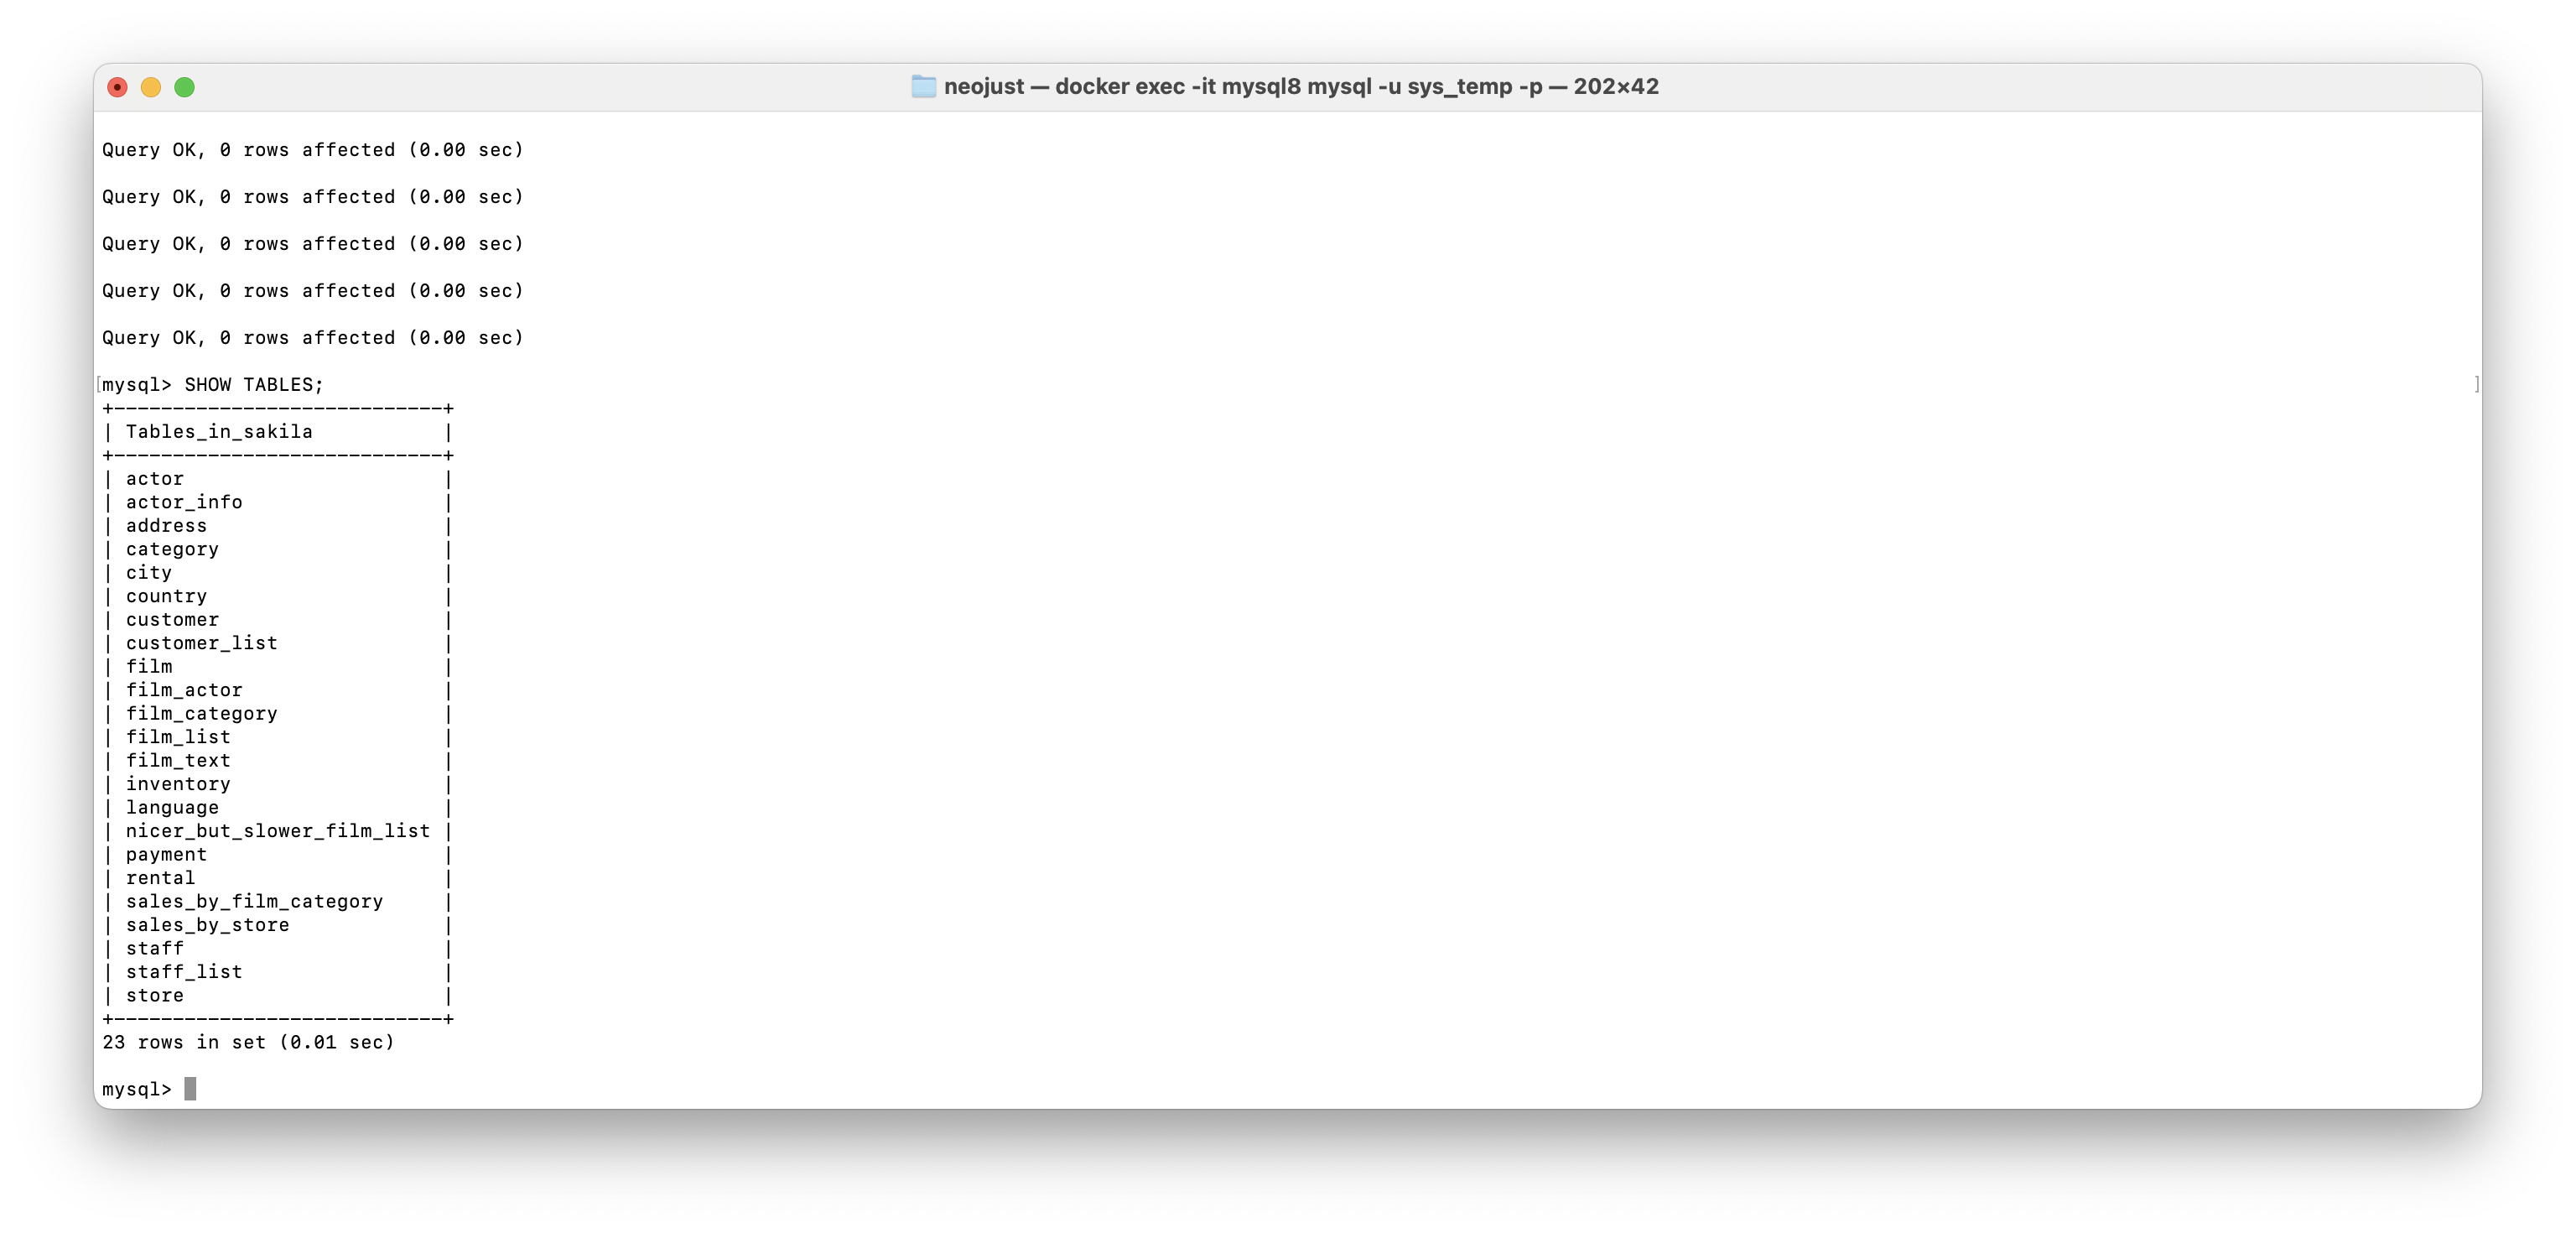 neojust — docker exec -it mysql8 mysql -u sys_temp -p — 202×42
Query OK, 0 rows affected (0.00 sec)
Query OK, 0 rows affected (0.00 sec)
Query OK, 0 rows affected (0.00 sec)
Query OK, 0 rows affected (0.00 sec)
Query OK, 0 rows affected (0.00 sec)
[mysql> SHOW TABLES; ]
+----------------------------+
| Tables_in_sakila           |
+----------------------------+
| actor                      |
| actor_info                 |
| address                    |
| category                   |
| city                       |
| country                    |
| customer                   |
| customer_list              |
| film                       |
| film_actor                 |
| film_category              |
| film_list                  |
| film_text                  |
| inventory                  |
| language                   |
| nicer_but_slower_film_list |
| payment                    |
| rental                     |
| sales_by_film_category     |
| sales_by_store             |
| staff                      |
| staff_list                 |
| store                      |
+----------------------------+
23 rows in set (0.01 sec)
mysql>